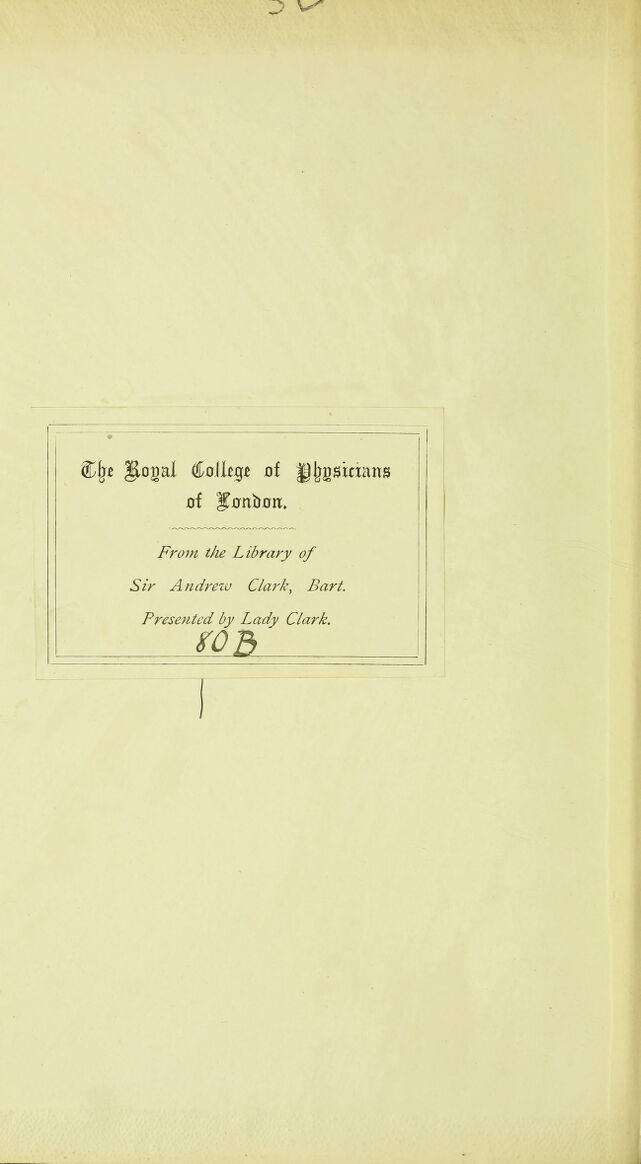 The Royal College of Physicians
of London.
From the Library of
Sir Andrew Clark, Bart.
Presented by Lady Clark.
80B